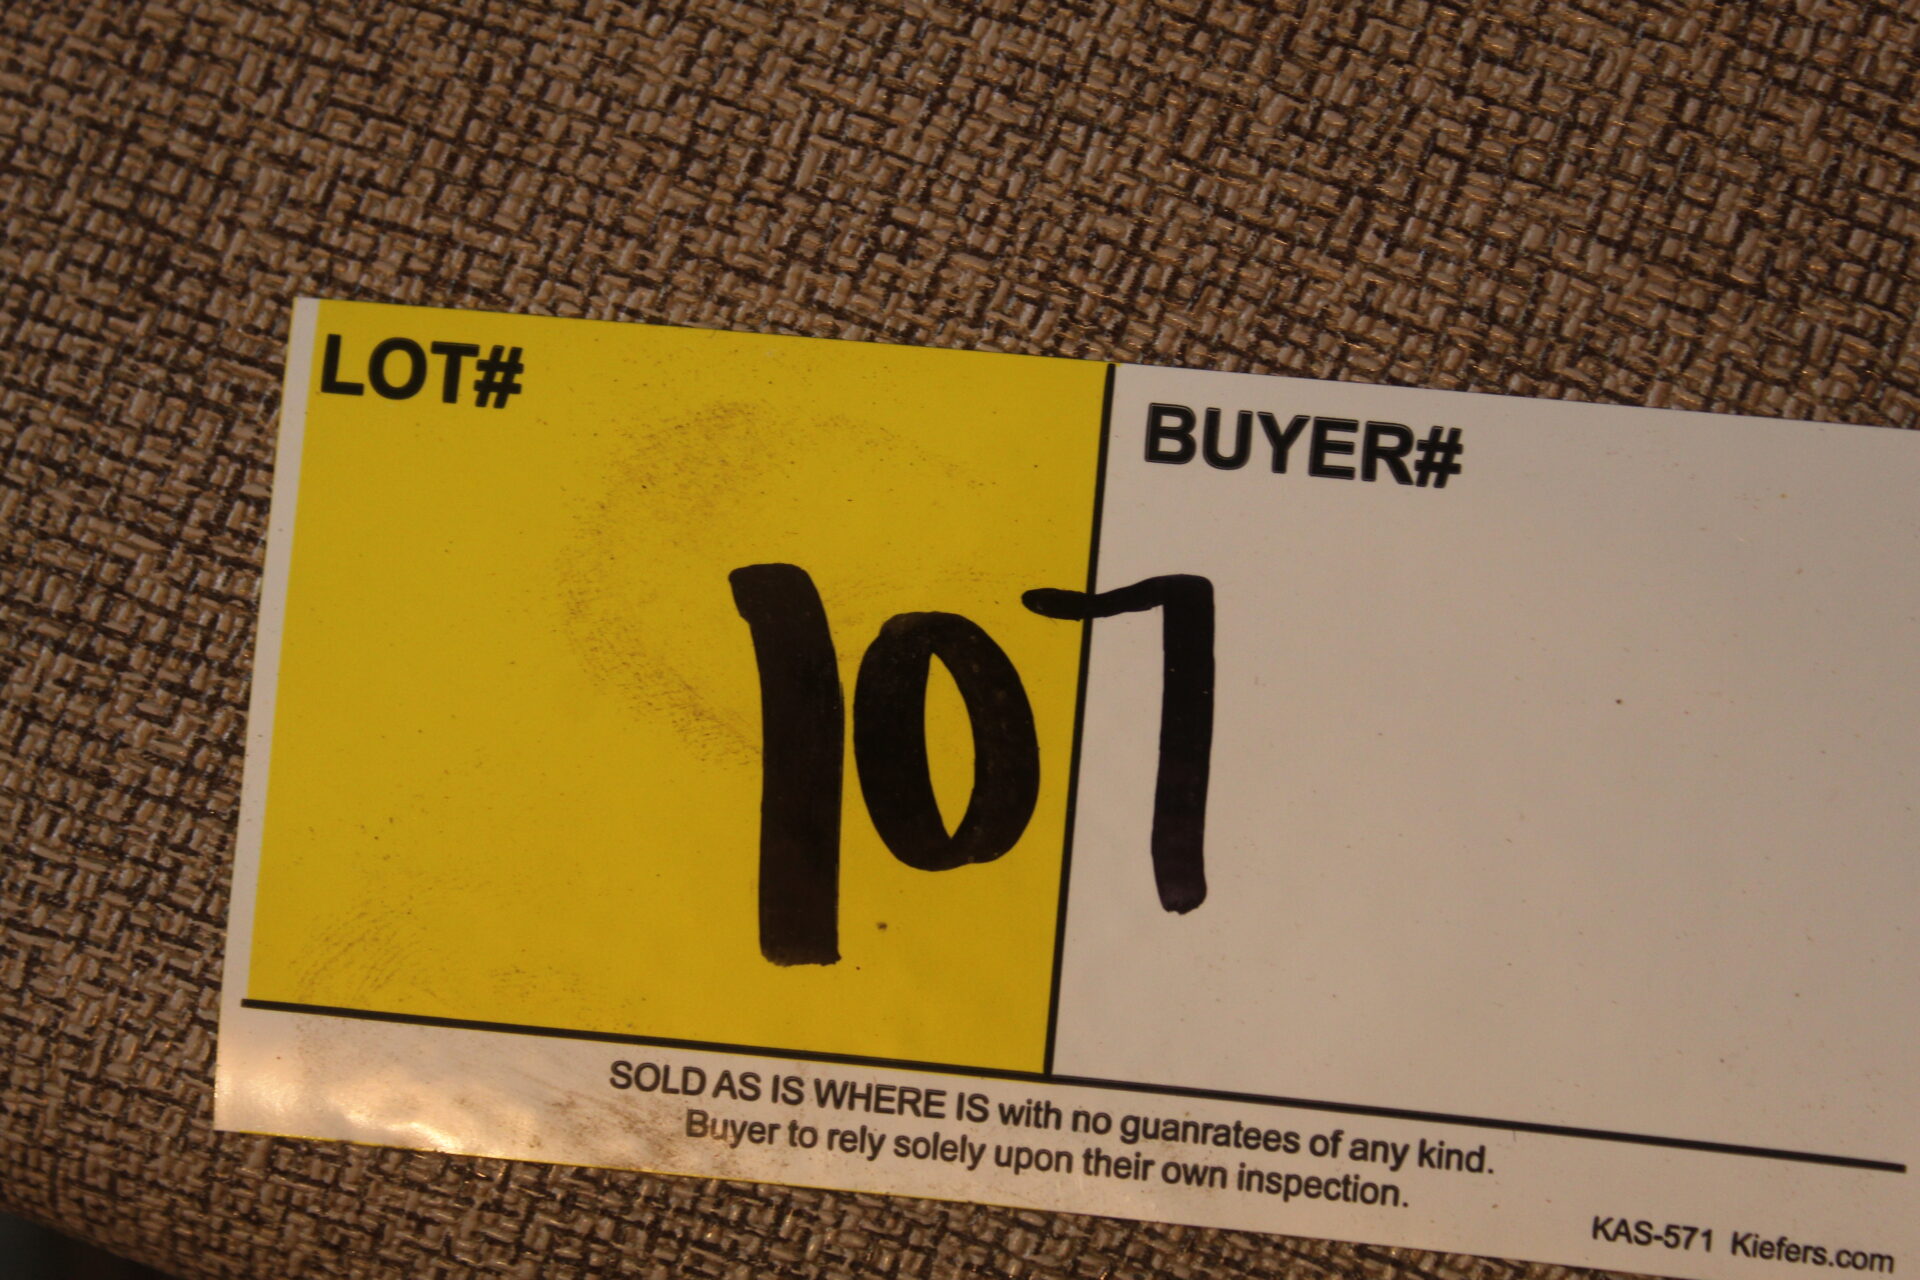 LOT#
BUYER#
107
SOLD AS IS WHERE IS with no guanratees of any kind.
Buyer to rely solely upon their own inspection.
KAS-571 Kiefers.com